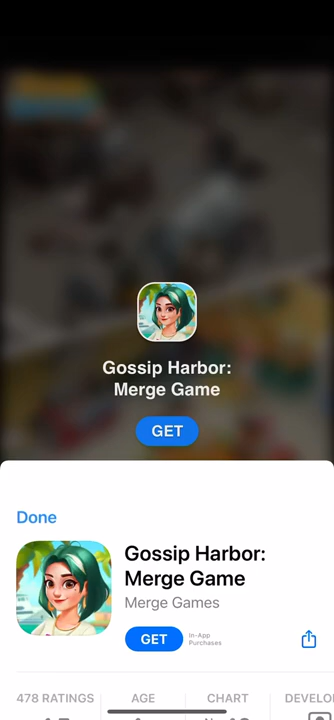 Gossip Harbor:
Merge Game
GET
Done
Gossip Harbor:
Merge Game
Merge Games
GET
In-App
Purchases
478 RATINGS
AGE
CHART